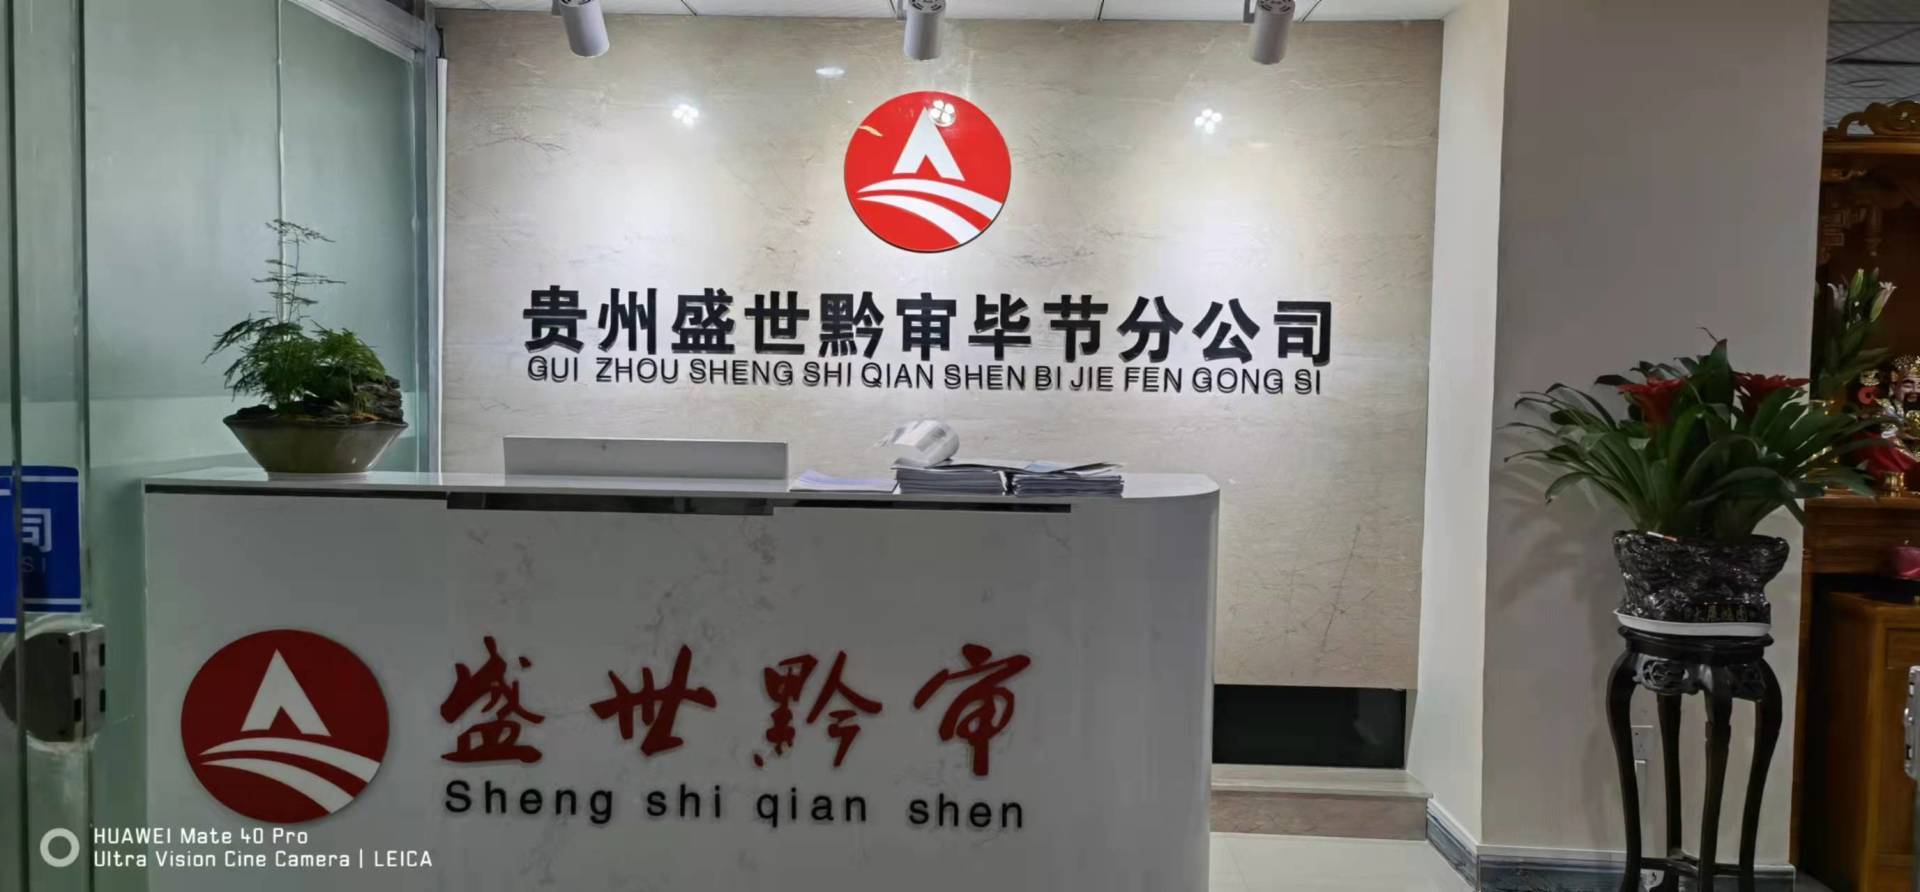 贵州盛世黔审毕节分公司
GUI ZHOU SHENG SHI QIAN SHEN BI JIE FEN GONG SI
司
SI
盛世黔审
Sheng shi qian shen
HUAWEI Mate 40 Pro
Ultra Vision Cine Camera | LEICA